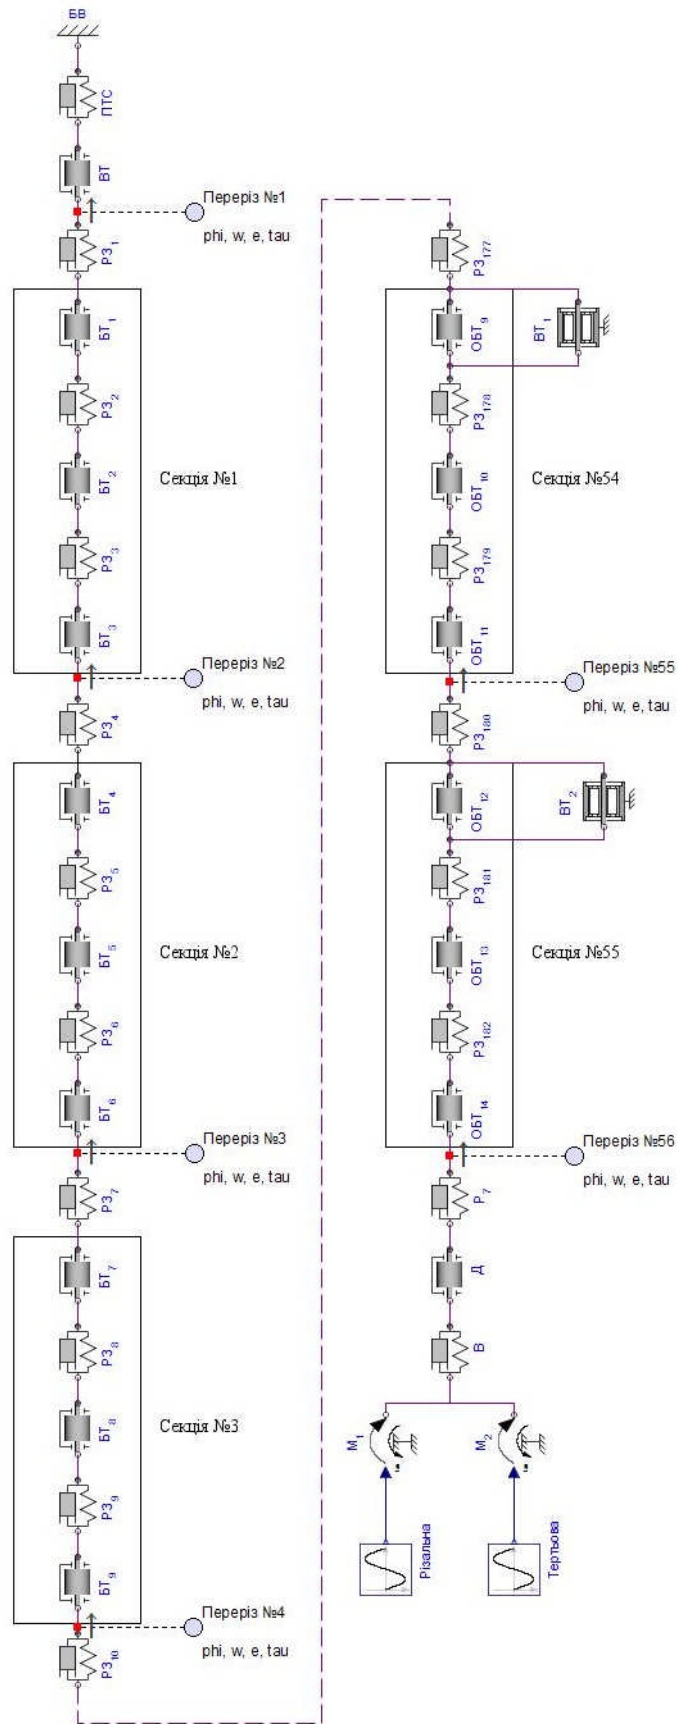 БВ
ПТС
ВТ
Переріз №1
phi, w, e, tau
РЗ1
БТ1
РЗ2
БТ2
Секція №1
РЗ3
БТ3
Переріз №2
phi, w, e, tau
РЗ4
БТ4
РЗ5
БТ5
Секція №2
РЗ6
БТ6
Переріз №3
phi, w, e, tau
РЗ7
БТ7
РЗ8
БТ8
Секція №3
РЗ9
БТ9
Переріз №4
phi, w, e, tau
РЗ10
РЗ177
ОБТ9
ВТ1
РЗ178
ОБТ10
Секція №54
РЗ179
ОБТ11
Переріз №55
phi, w, e, tau
РЗ180
ОБТ12
ВТ2
РЗ181
ОБТ13
Секція №55
РЗ182
ОБТ14
Переріз №56
phi, w, e, tau
Р7
Д
В
М1
М2
Різальна
Тертьова